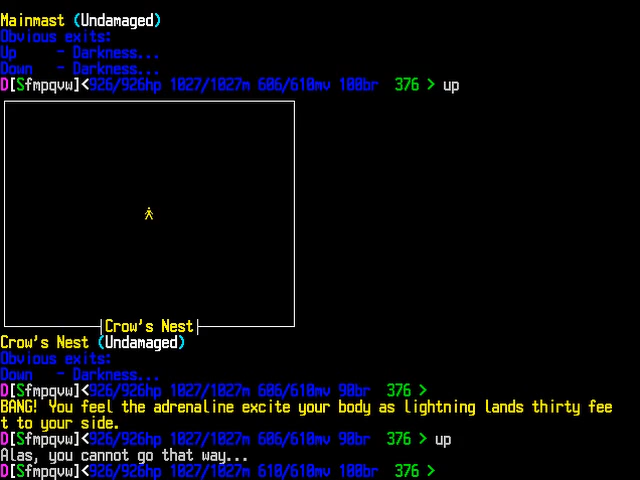 Mainmast (Undamaged)
Obvious exits:
Up    - Darkness...
Down  - Darkness...
D[Sfmpqvw]<926/926hp 1027/1027m 606/610mv 100br  376 > up
Crow's Nest
Crow's Nest (Undamaged)
Obvious exits:
Down  - Darkness...
D[Sfmpqvw]<926/926hp 1027/1027m 606/610mv 90br  376 >
BANG! You feel the adrenaline excite your body as lightning lands thirty fee
t to your side.
D[Sfmpqvw]<926/926hp 1027/1027m 606/610mv 90br  376 > up
Alas, you cannot go that way...
D[Sfmpqvw]<926/926hp 1027/1027m 610/610mv 100br  376 >